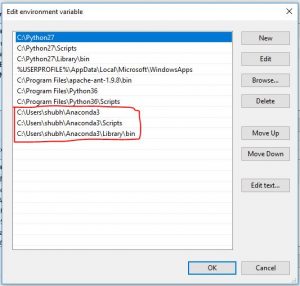 Edit environment variable
C:\Python27
C:\Python27\Scripts
C:\Python27\Library\bin
%USERPROFILE%\AppData\Local\Microsoft\WindowsApps
C:\Program Files\apache-ant-1.9.8\bin
C:\Program Files\Python36
C:\Program Files\Python36\Scripts
C:\Users\shubh\Anaconda3
C:\Users\shubh\Anaconda3\Scripts
C:\Users\shubh\Anaconda3\Library\bin
New
Edit
Browse...
Delete
Move Up
Move Down
Edit text...
OK
Cancel